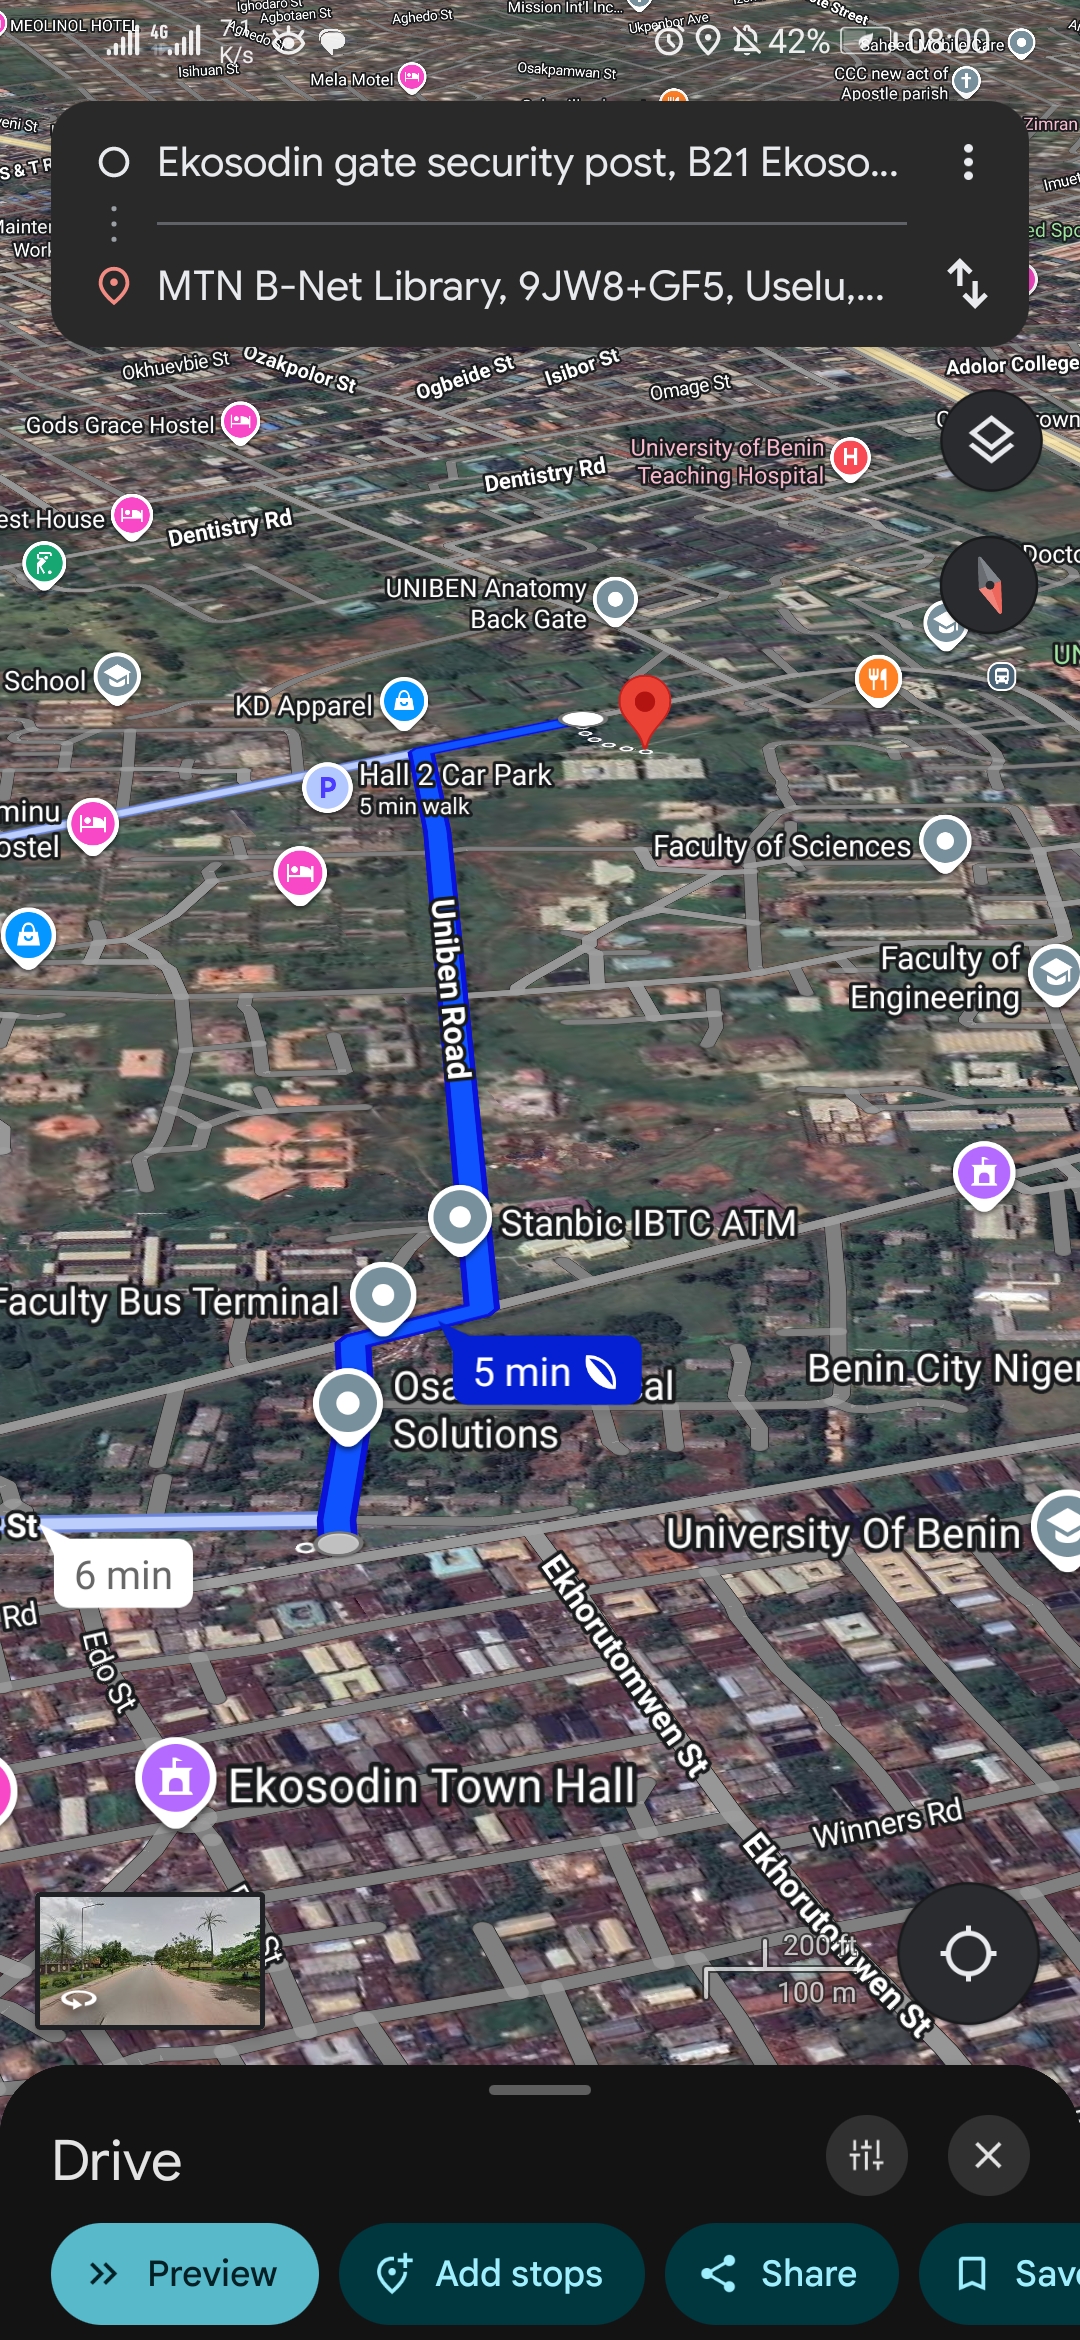 Ighodaro St
Agbotaen St
Aghedo St
Mission Int'l Inc...
MEOLINOL HOTEL
Aghedo
4G
7.1
K/s
Ukpenbor Ave
42%
08:00
Saheed Mobile Care
Isihuan St
Mela Motel
Osakpamwan St
CCC new act of
Apostle parish
Zimran
Ekosodin gate security post, B21 Ekoso...
MTN B-Net Library, 9JW8+GF5, Uselu,...
Okhuevbie St
Ozakpolor St
Ogbeide St
Isibor St
Omage St
Adolor College
Gods Grace Hostel
University of Benin
Teaching Hospital
H
Dentistry Rd
est House
Dentistry Rd
UNIBEN Anatomy
Back Gate
School
KD Apparel
Hall 2 Car Park
5 min walk
P
Faculty of Sciences
Uniben Road
Faculty of
Engineering
Stanbic IBTC ATM
Faculty Bus Terminal
5 min
Solutions
Benin City Niger
St
6 min
University Of Benin
Rd
Edo St
Ekhorutomwen St
Ekosodin Town Hall
Winners Rd
Ekhorutomwen St
St
200 ft
100 m
Drive
Preview
Add stops
Share
Save